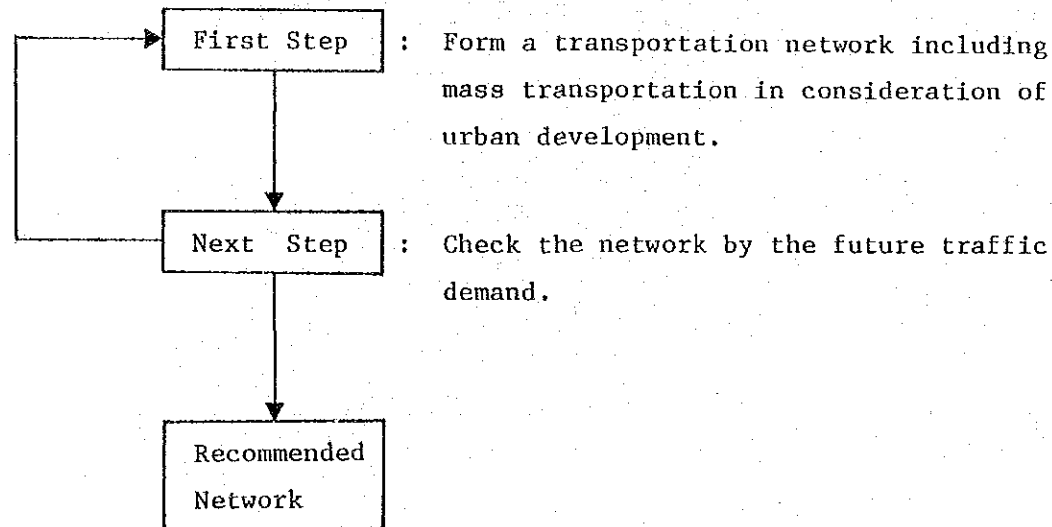 First Step : Form a transportation network including
mass transportation in consideration of
urban development.
Next Step : Check the network by the future traffic
demand.
Recommended
Network